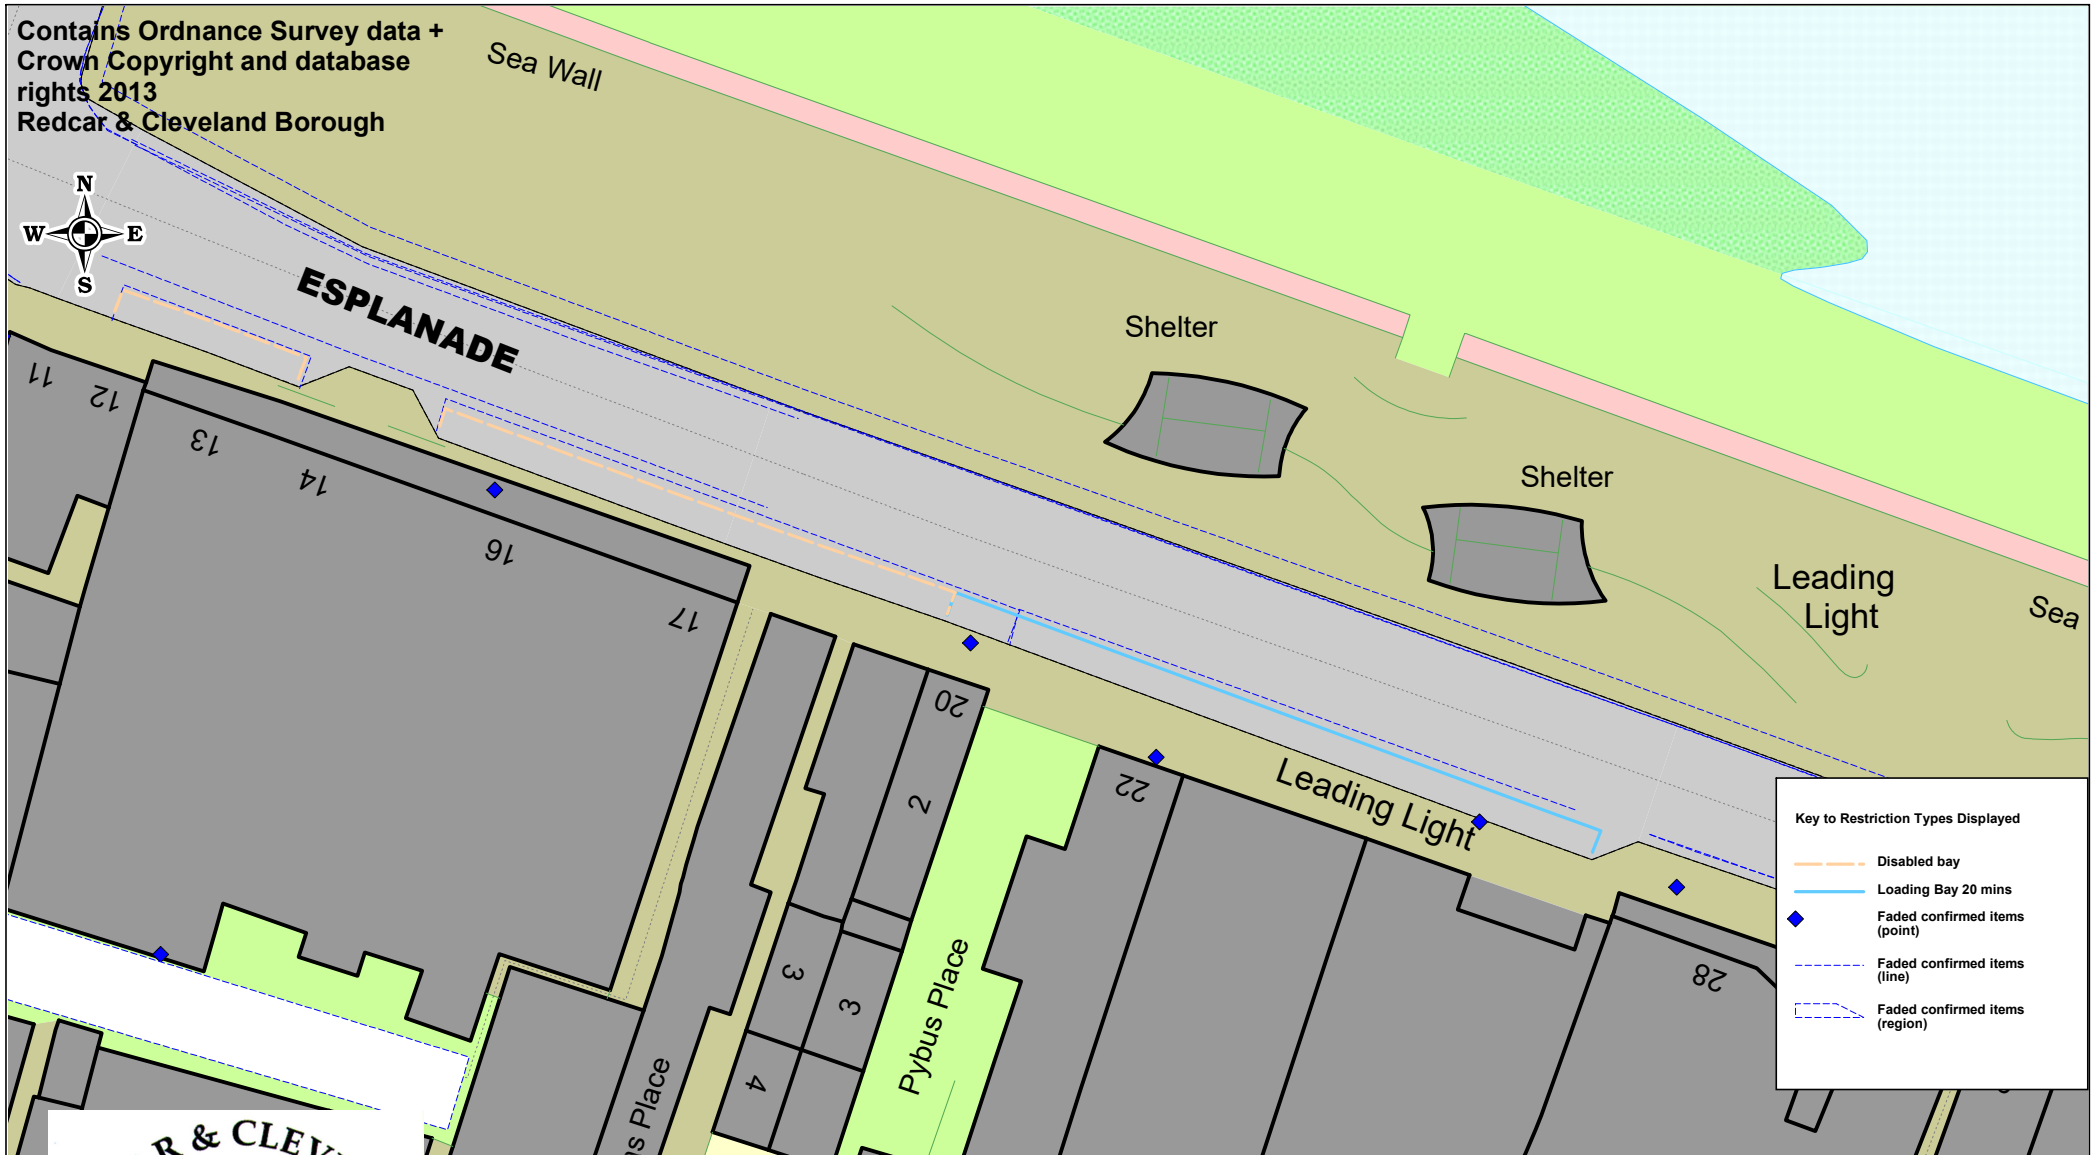 Contains Ordnance Survey data +
Crown Copyright and database
rights 2013
Redcar & Cleveland Borough
Sea Wall
N
W
E
S
ESPLANADE
Shelter
Shelter
Leading
Light
Sea
11
12
13
14
16
17
20
2
22
Leading Light
3
3
4
28
Pybus Place
Place
Key to Restriction Types Displayed
Disabled bay
Loading Bay 20 mins
Faded confirmed items
(point)
Faded confirmed items
(line)
Faded confirmed items
(region)
R & CLEV